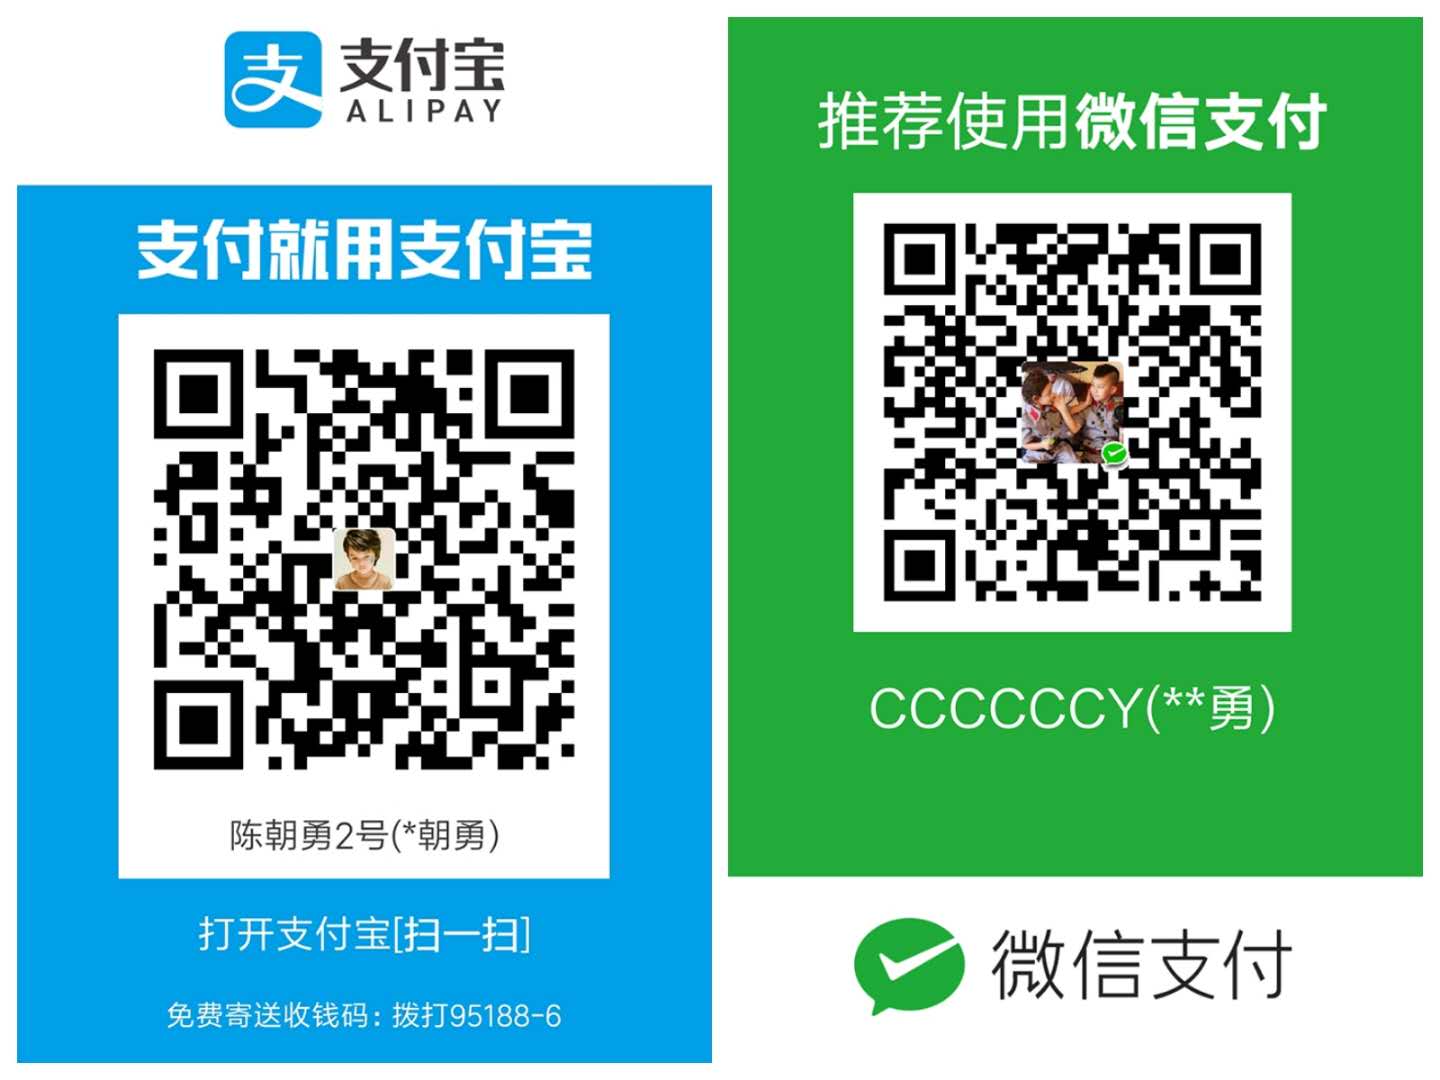 支付宝
ALIPAY
支付就用支付宝
陈朝勇2号(*朝勇)
打开支付宝[扫一扫]
免费寄送收钱码：拨打95188-6
推荐使用微信支付
CCCCCCY(**勇)
微信支付